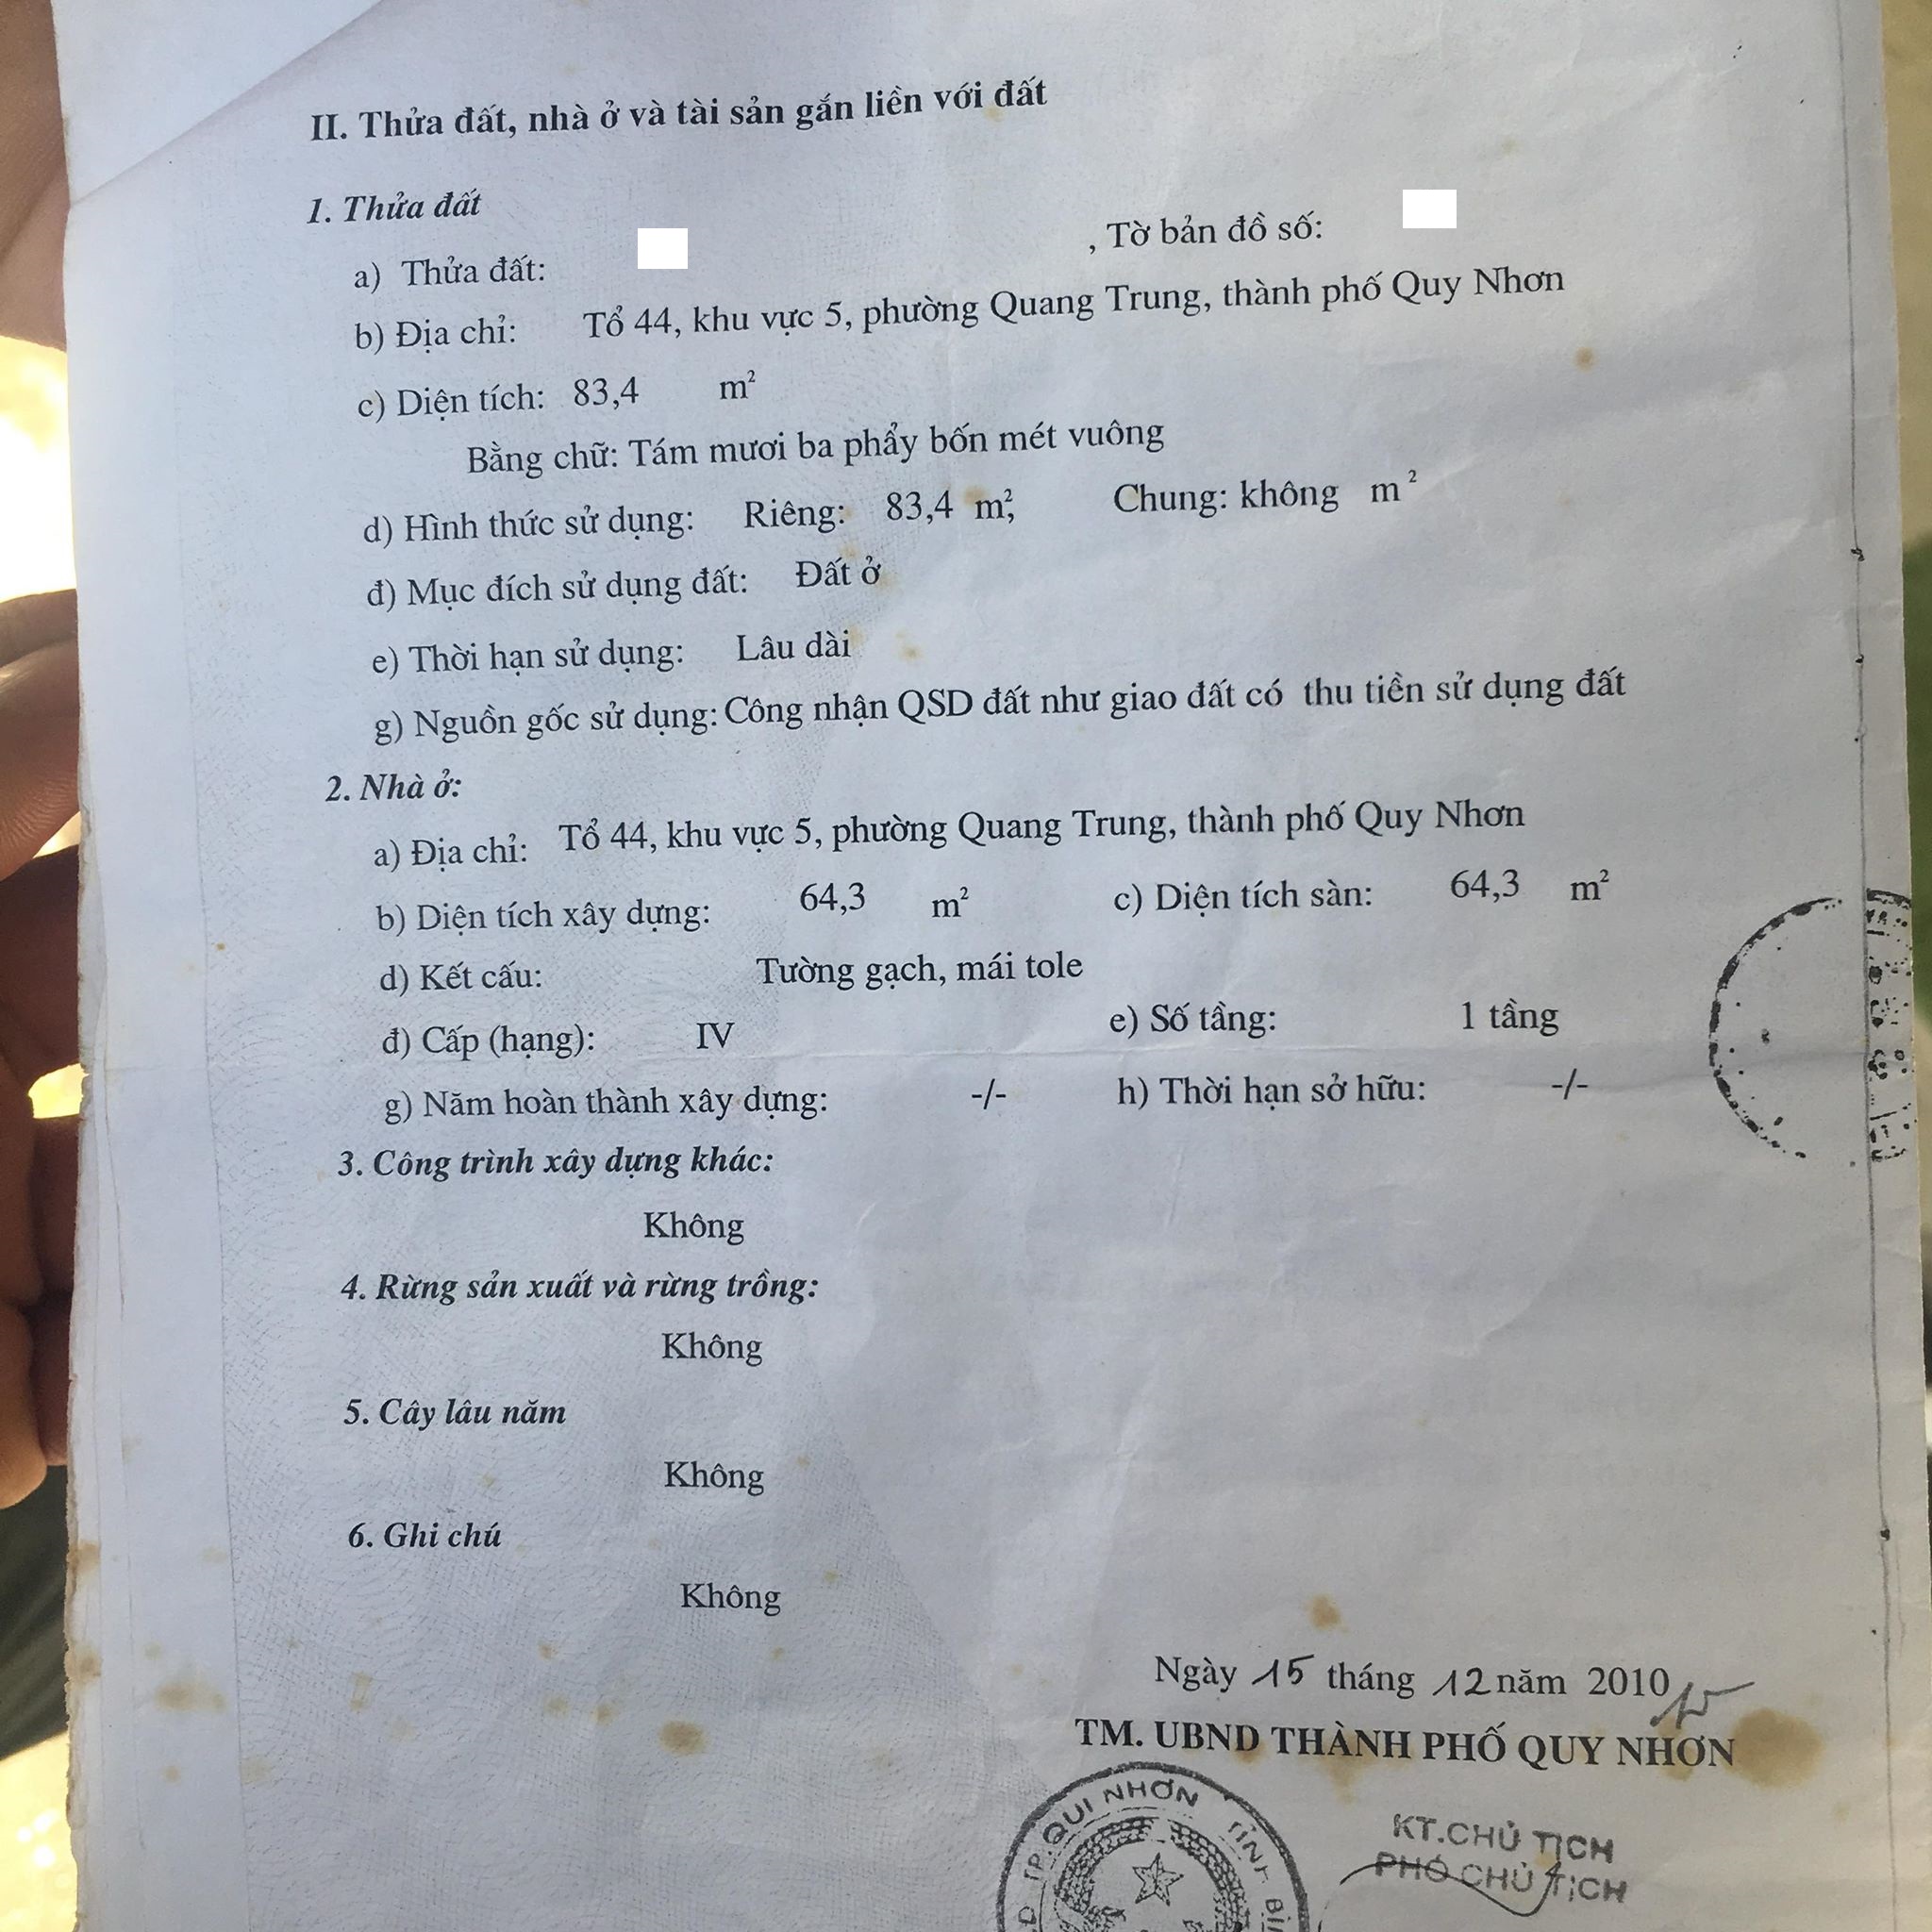 II. Thửa đất, nhà ở và tài sản gắn liền với đất
1. Thửa đất
a) Thửa đất: , Tờ bản đồ số:
b) Địa chỉ: Tổ 44, khu vực 5, phường Quang Trung, thành phố Quy Nhơn
c) Diện tích: 83,4 m²
Bằng chữ: Tám mươi ba phẩy bốn mét vuông
d) Hình thức sử dụng: Riêng: 83,4 m², Chung: không m²
đ) Mục đích sử dụng đất: Đất ở
e) Thời hạn sử dụng: Lâu dài
g) Nguồn gốc sử dụng: Công nhận QSD đất như giao đất có thu tiền sử dụng đất
2. Nhà ở:
a) Địa chỉ: Tổ 44, khu vực 5, phường Quang Trung, thành phố Quy Nhơn
b) Diện tích xây dựng: 64,3 m² c) Diện tích sàn: 64,3 m²
d) Kết cấu: Tường gạch, mái tole
đ) Cấp (hạng): IV e) Số tầng: 1 tầng
g) Năm hoàn thành xây dựng: -/- h) Thời hạn sở hữu: -/-
3. Công trình xây dựng khác:
Không
4. Rừng sản xuất và rừng trồng:
Không
5. Cây lâu năm
Không
6. Ghi chú
Không
Ngày 15 tháng 12 năm 2010
TM. UBND THÀNH PHỐ QUY NHƠN
KT.CHỦ TỊCH
PHÓ CHỦ TỊCH
TP.QUI NHƠN TỈNH